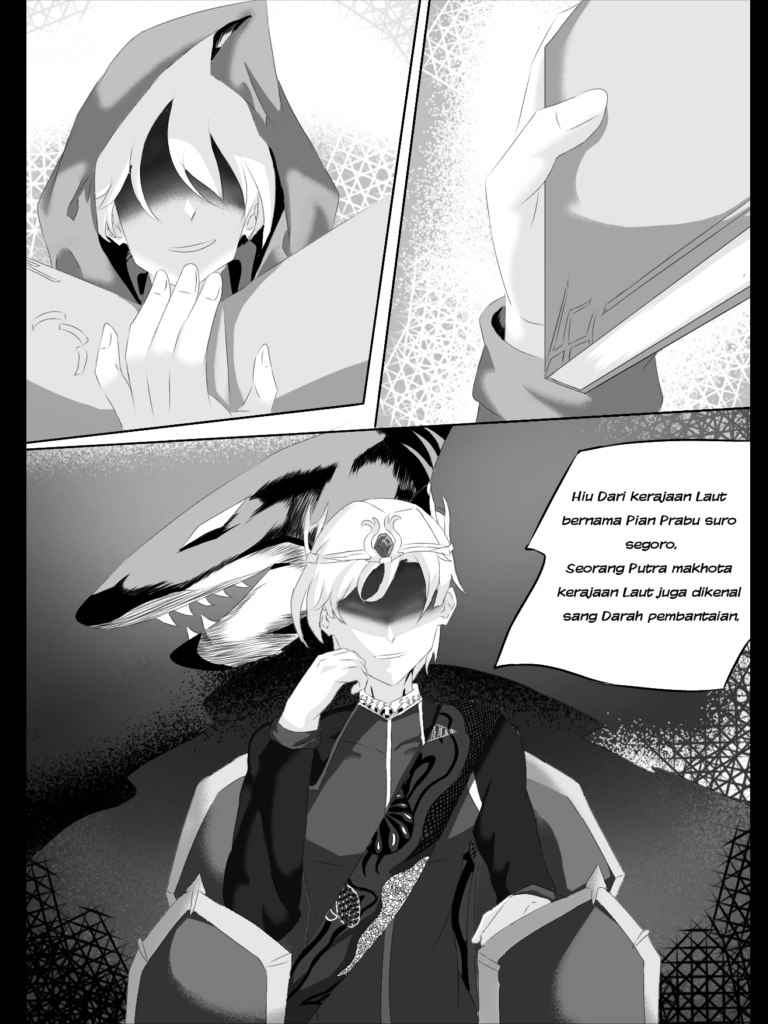 Hiu Dari kerajaan Laut
bernama Pian Prabu suro
segoro,
Seorang Putra makhota
kerajaan Laut juga dikenal
sang Darah pembantaian,